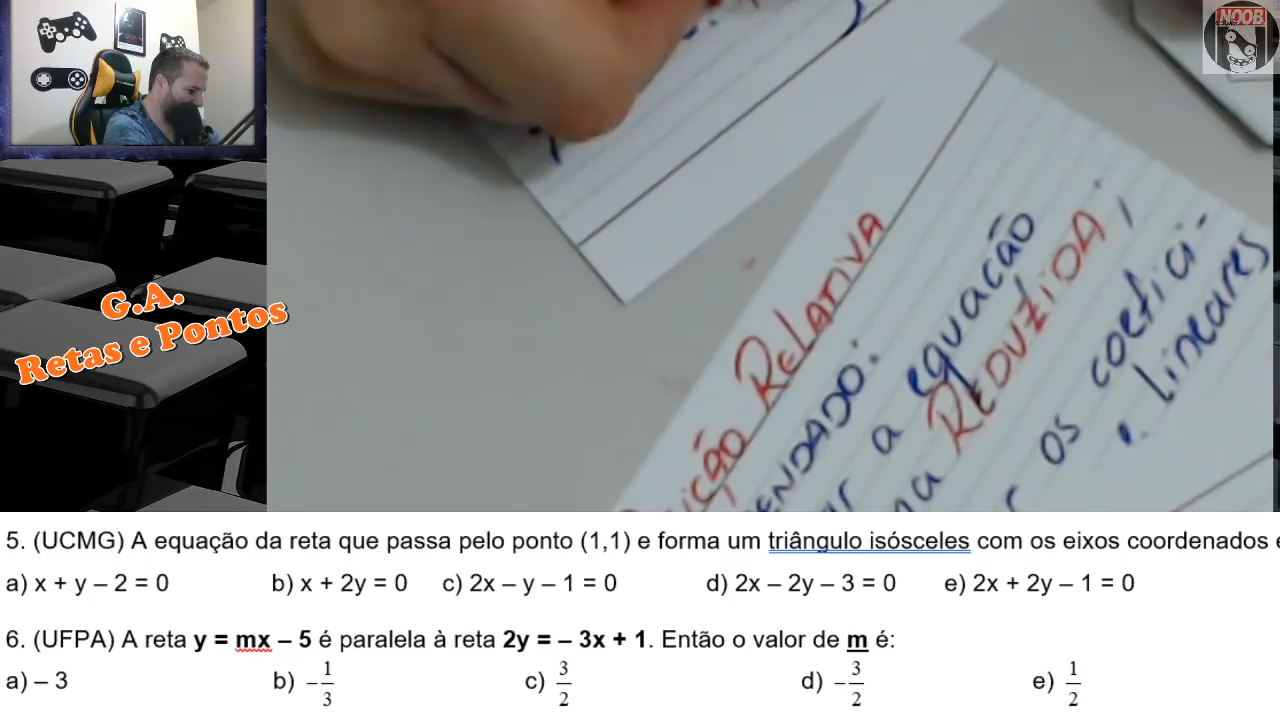 NOOB
G.A.
Retas e Pontos
RELATIVA
a equação
REDUZIDA;
os coefici-
lineares
5. (UCMG) A equação da reta que passa pelo ponto (1,1) e forma um triângulo isósceles com os eixos coordenados
a) x + y – 2 = 0 b) x + 2y = 0 c) 2x – y – 1 = 0 d) 2x – 2y – 3 = 0 e) 2x + 2y – 1 = 0
6. (UFPA) A reta y = mx – 5 é paralela à reta 2y = – 3x + 1. Então o valor de m é:
a) – 3 b) –1/3 c) 3/2 d) –3/2 e) 1/2